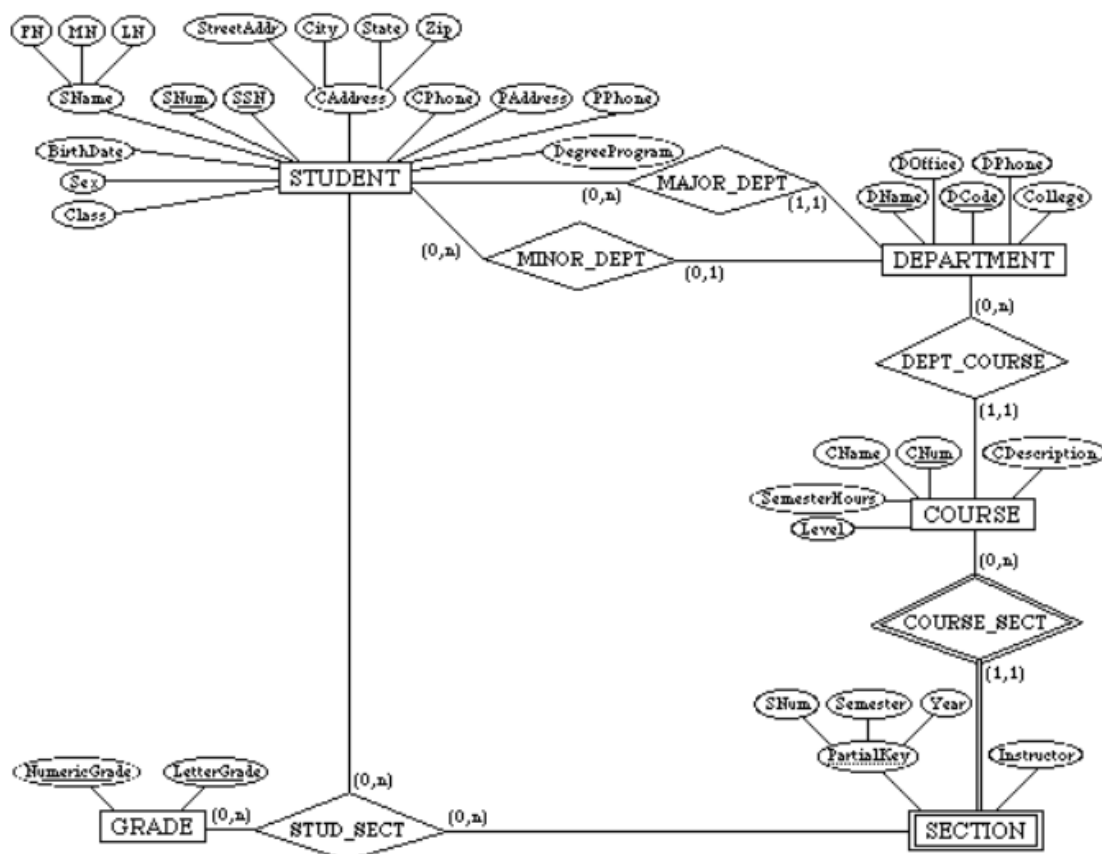 StreetAddr City State Zip
FN MN LN
SName SNum SSN CAddress CPhone PAddress PPhone
BirthDate DegreeProgram
Sex STUDENT
Class
(0,n) MAJOR_DEPT (1,1)
(0,n) MINOR_DEPT (0,1)
DOffice DPhone
DName DCode College
DEPARTMENT
(0,n)
DEPT_COURSE
(1,1)
CName CNum CDescription
SemesterHours
Level COURSE
(0,n)
COURSE_SECT
(1,1)
SNum Semester Year
PartialKey Instructor
NumericGrade LetterGrade
(0,n)
GRADE (0,n) STUD_SECT (0,n) SECTION